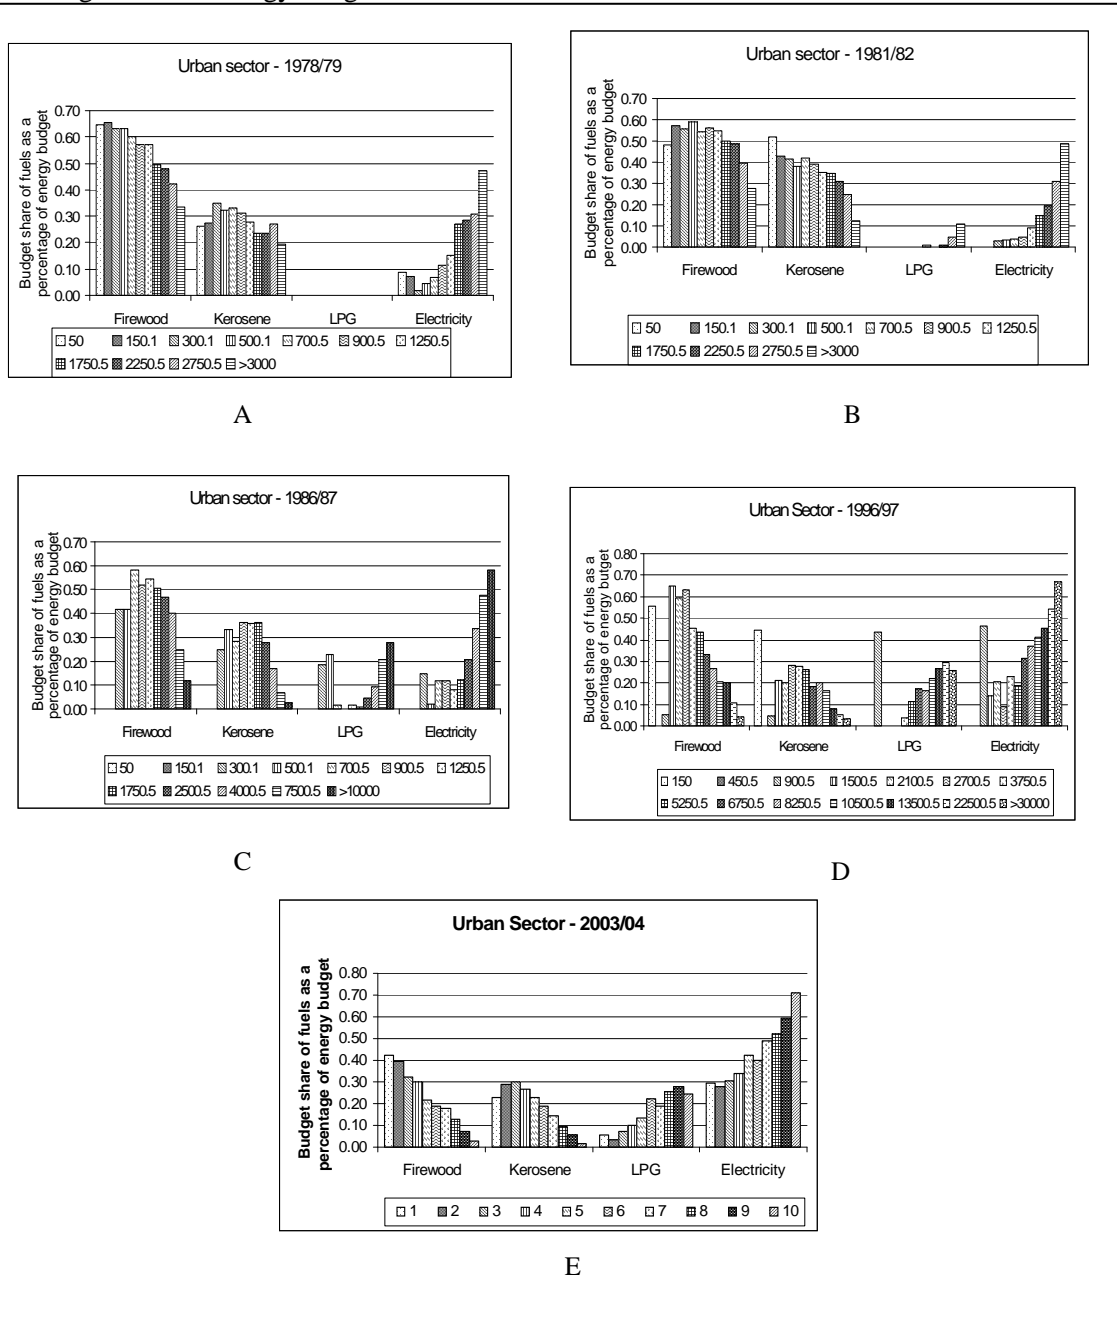 Urban sector - 1978/79
Budget share of fuels as a
percentage of energy budget
0.70
0.60
0.50
0.40
0.30
0.20
0.10
0.00
Firewood Kerosene LPG Electricity
50 150.1 300.1 500.1 700.5 900.5 1250.5
1750.5 2250.5 2750.5 >3000
A
Urban sector - 1981/82
Budget share of fuels as a
percentage of energy budget
0.70
0.60
0.50
0.40
0.30
0.20
0.10
0.00
Firewood Kerosene LPG Electricity
50 150.1 300.1 500.1 700.5 900.5 1250.5
1750.5 2250.5 2750.5 >3000
B
Urban sector - 1986/87
Budget share of fuels as a
percentage of energy budget
0.70
0.60
0.50
0.40
0.30
0.20
0.10
0.00
Firewood Kerosene LPG Electricity
50 150.1 300.1 500.1 700.5 900.5 1250.5
1750.5 2500.5 4000.5 7500.5 >10000
C
Urban Sector - 1996/97
Budget share of fuels as a
percentage of energy butget
0.80
0.70
0.60
0.50
0.40
0.30
0.20
0.10
0.00
Firewood Kerosene LPG Electricity
150 450.5 900.5 1500.5 2100.5 2700.5 3750.5
5250.5 6750.5 8250.5 10500.5 13500.5 22500.5 >30000
D
Urban Sector - 2003/04
Budget share of fuels as a
percentage of energy budget
0.80
0.70
0.60
0.50
0.40
0.30
0.20
0.10
0.00
Firewood Kerosene LPG Electricity
1 2 3 4 5 6 7 8 9 10
E